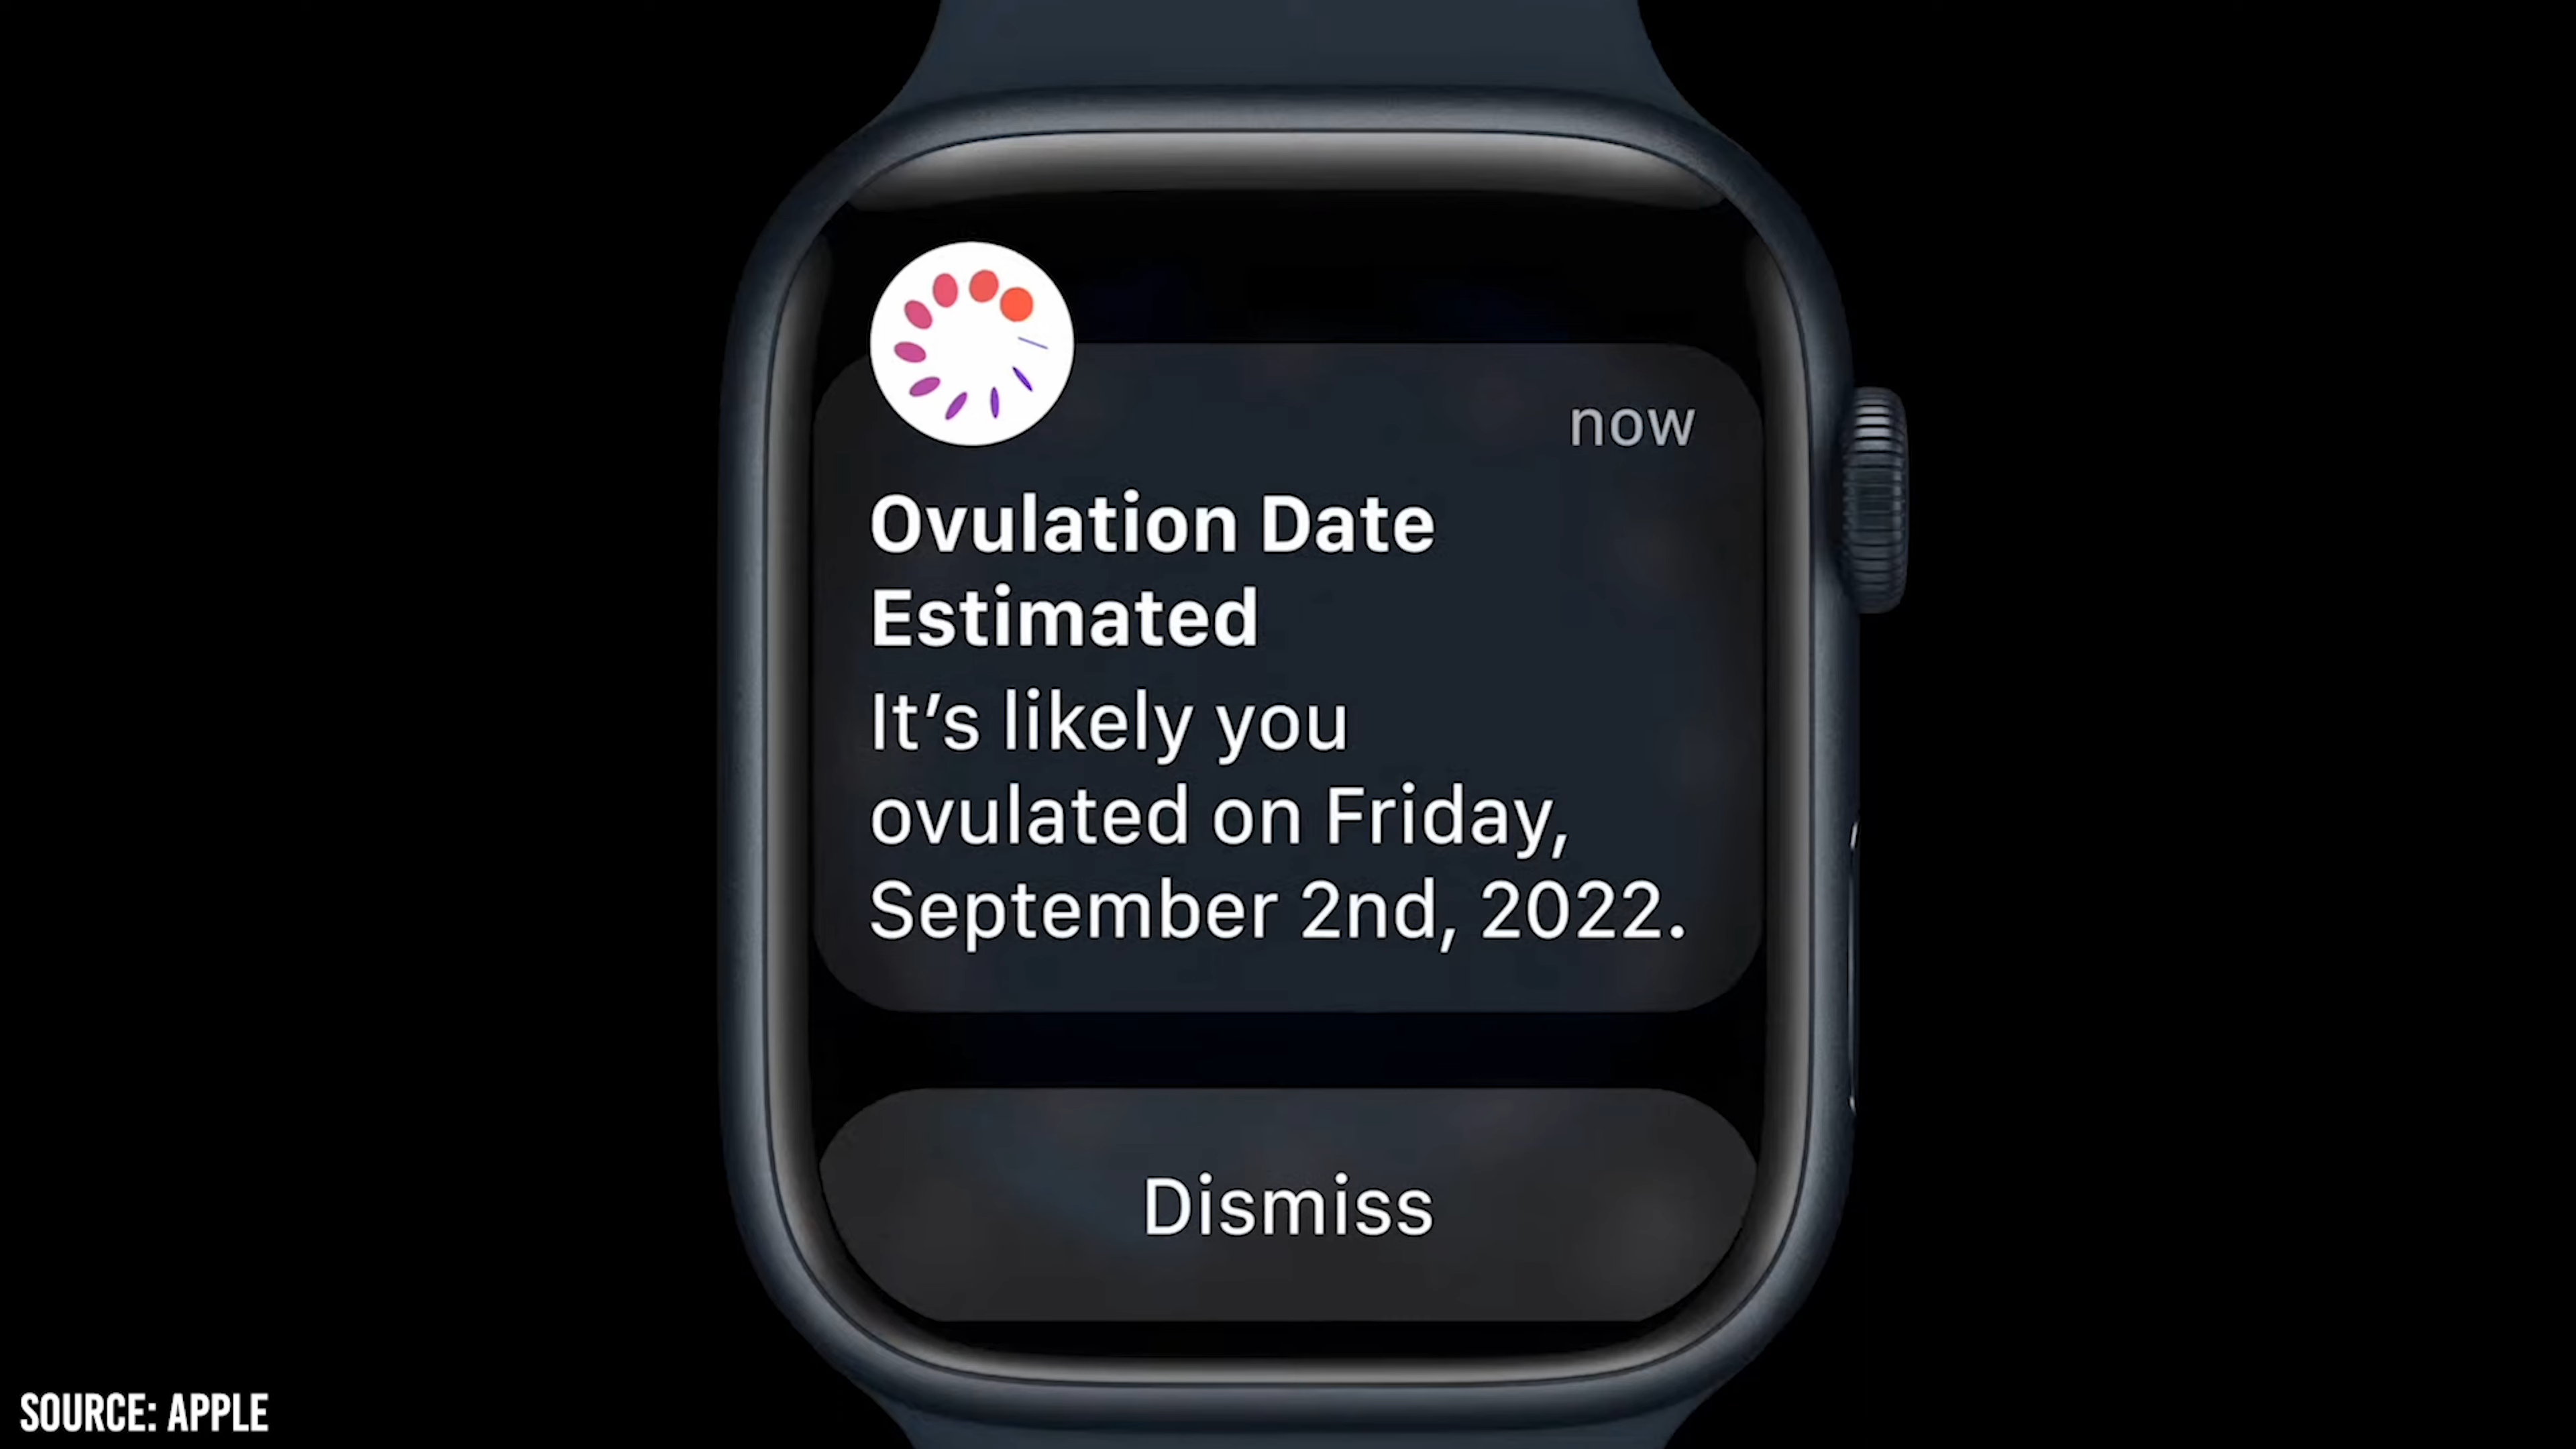 now
Ovulation Date
Estimated
It’s likely you
ovulated on Friday,
September 2nd, 2022.
Dismiss
SOURCE: APPLE